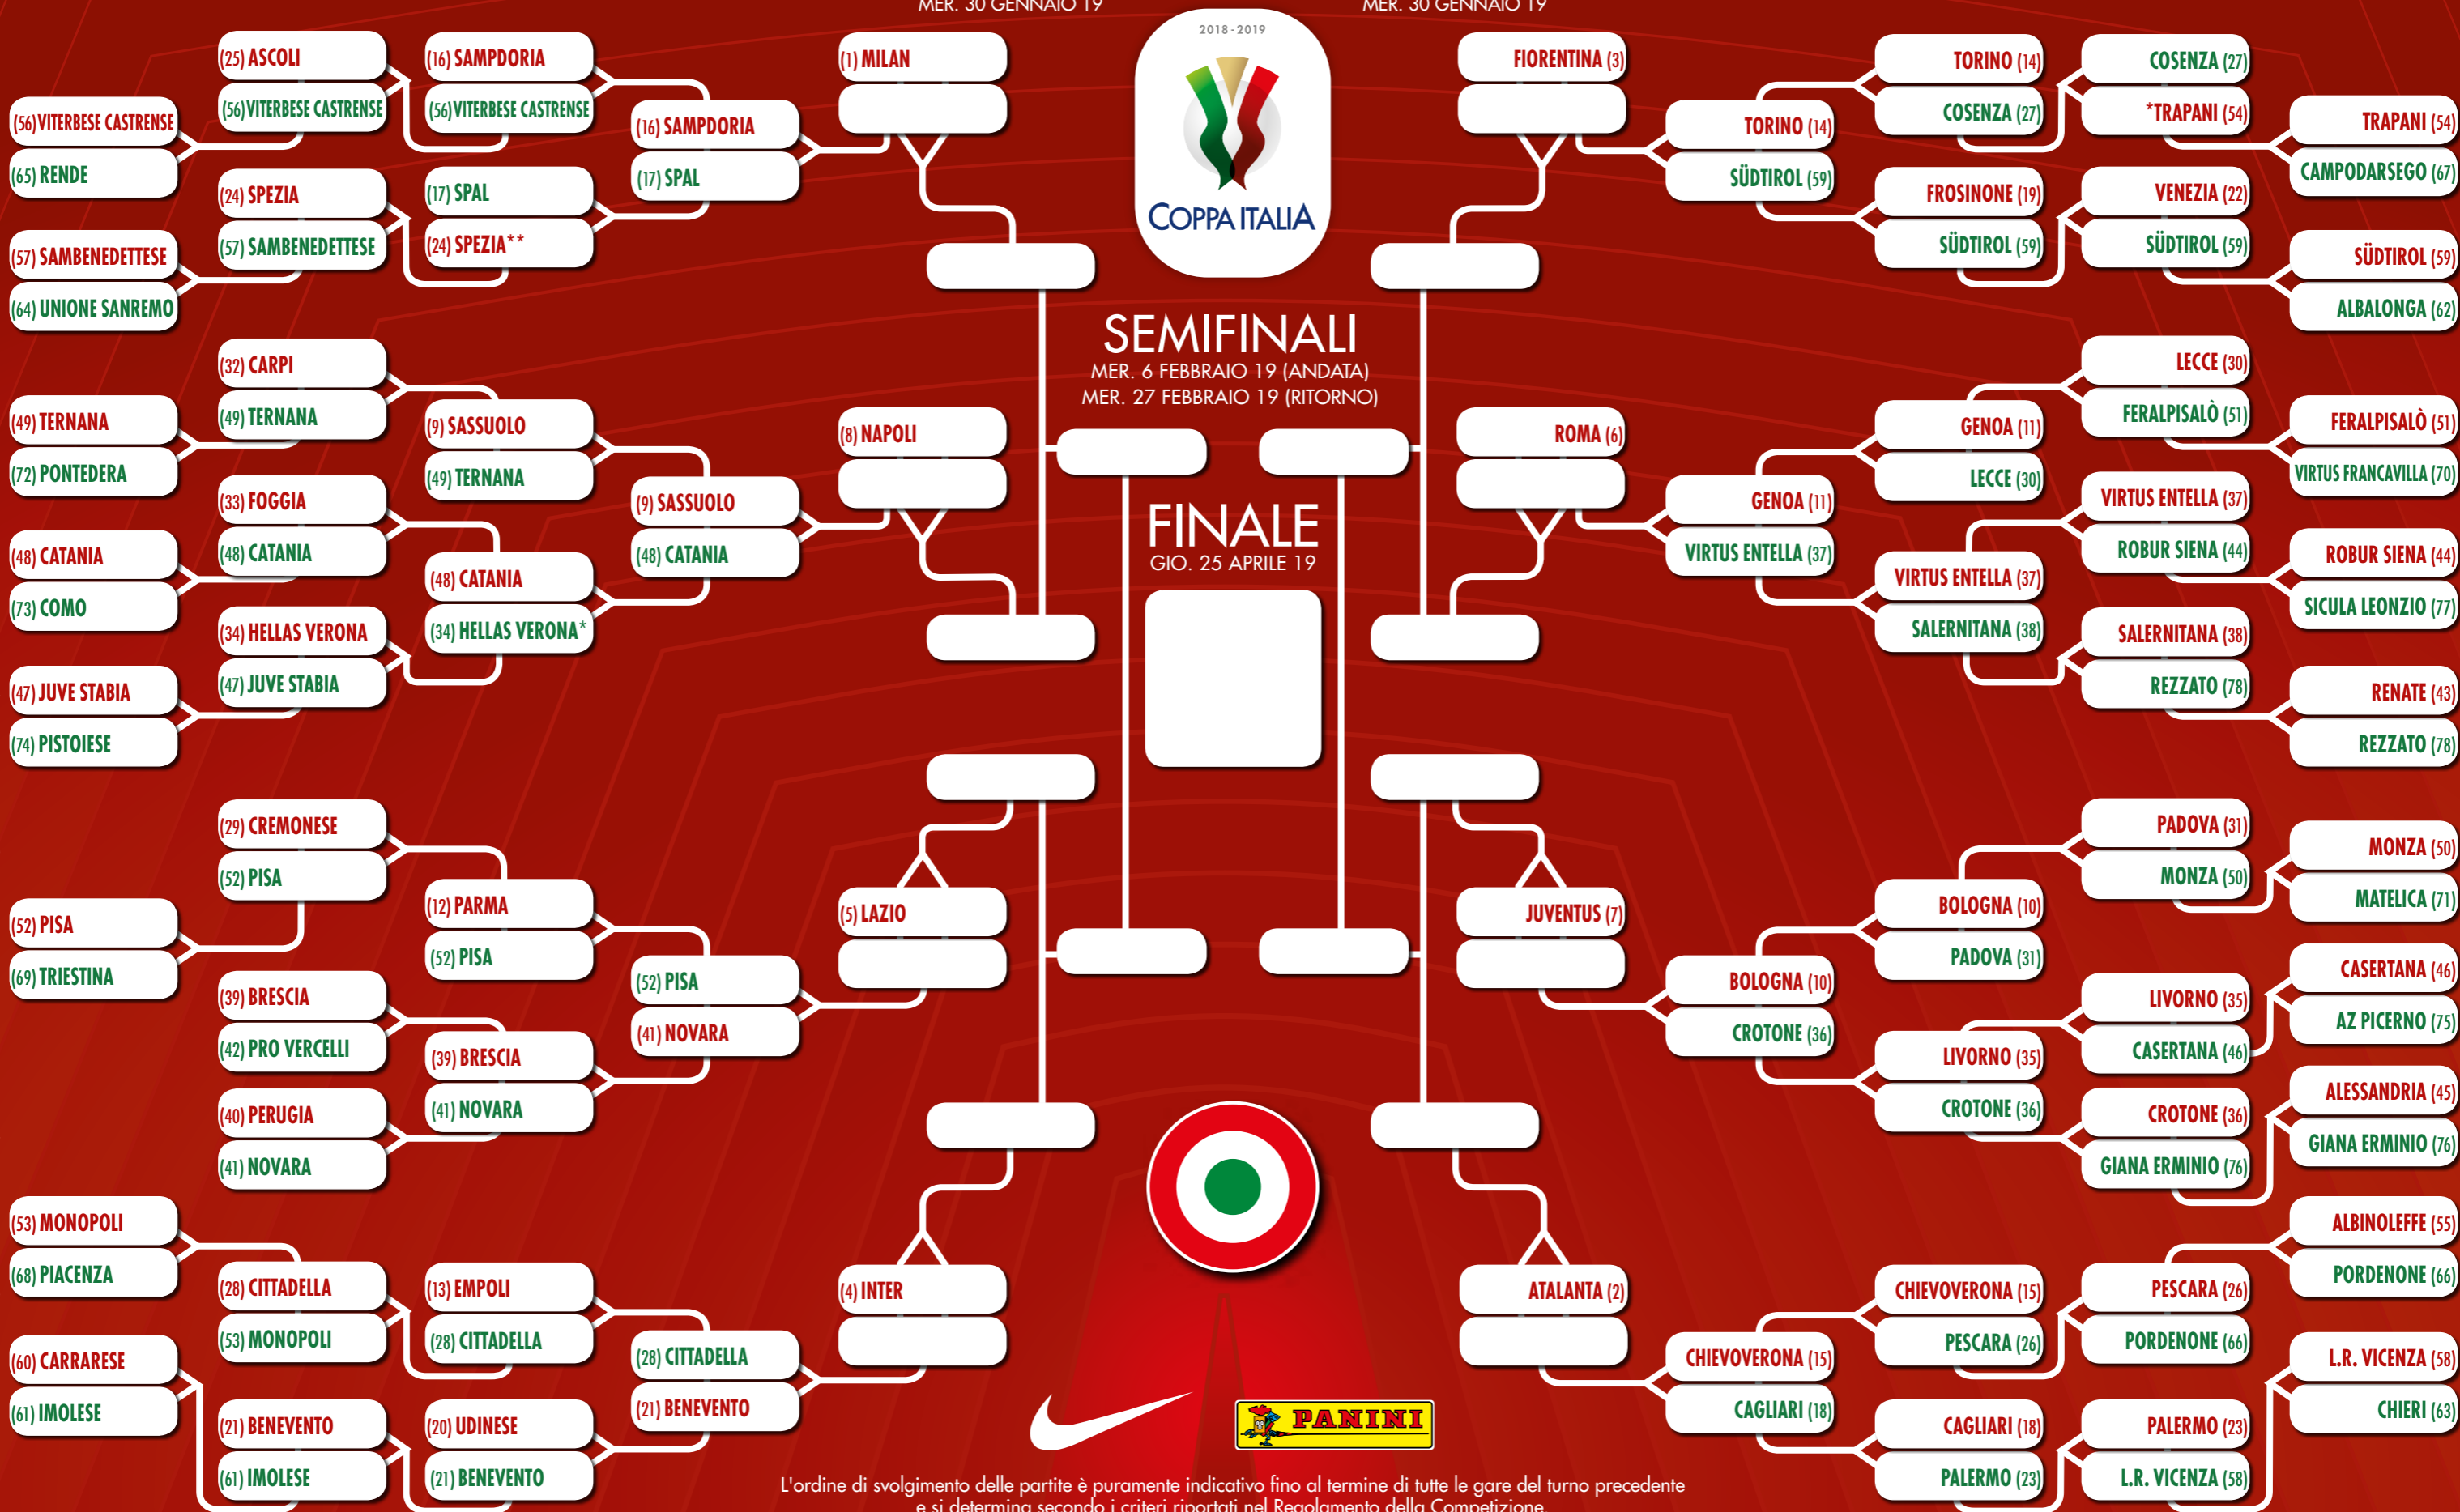 MER. 30 GENNAIO 19
MER. 30 GENNAIO 19
2018-2019
COPPA ITALIA
SEMIFINALI
MER. 6 FEBBRAIO 19 (ANDATA)
MER. 27 FEBBRAIO 19 (RITORNO)
FINALE
GIO. 25 APRILE 19
(56) VITERBESE CASTRENSE
(65) RENDE
(57) SAMBENEDETTESE
(64) UNIONE SANREMO
(49) TERNANA
(72) PONTEDERA
(48) CATANIA
(73) COMO
(47) JUVE STABIA
(74) PISTOIESE
(52) PISA
(69) TRIESTINA
(53) MONOPOLI
(68) PIACENZA
(60) CARRARESE
(61) IMOLESE
(25) ASCOLI
(56) VITERBESE CASTRENSE
(24) SPEZIA
(57) SAMBENEDETTESE
(32) CARPI
(49) TERNANA
(33) FOGGIA
(48) CATANIA
(34) HELLAS VERONA
(47) JUVE STABIA
(29) CREMONESE
(52) PISA
(39) BRESCIA
(42) PRO VERCELLI
(40) PERUGIA
(41) NOVARA
(28) CITTADELLA
(53) MONOPOLI
(21) BENEVENTO
(61) IMOLESE
(16) SAMPDORIA
(56) VITERBESE CASTRENSE
(17) SPAL
(24) SPEZIA**
(9) SASSUOLO
(49) TERNANA
(48) CATANIA
(34) HELLAS VERONA*
(12) PARMA
(52) PISA
(39) BRESCIA
(41) NOVARA
(13) EMPOLI
(28) CITTADELLA
(20) UDINESE
(21) BENEVENTO
(16) SAMPDORIA
(17) SPAL
(9) SASSUOLO
(48) CATANIA
(52) PISA
(41) NOVARA
(28) CITTADELLA
(21) BENEVENTO
(1) MILAN
(8) NAPOLI
(5) LAZIO
(4) INTER
FIORENTINA (3)
ROMA (6)
JUVENTUS (7)
ATALANTA (2)
TORINO (14)
SÜDTIROL (59)
GENOA (11)
VIRTUS ENTELLA (37)
BOLOGNA (10)
CROTONE (36)
CHIEVOVERONA (15)
CAGLIARI (18)
TORINO (14)
COSENZA (27)
FROSINONE (19)
SÜDTIROL (59)
GENOA (11)
LECCE (30)
VIRTUS ENTELLA (37)
SALERNITANA (38)
BOLOGNA (10)
PADOVA (31)
LIVORNO (35)
CROTONE (36)
CHIEVOVERONA (15)
PESCARA (26)
CAGLIARI (18)
PALERMO (23)
COSENZA (27)
*TRAPANI (54)
VENEZIA (22)
SÜDTIROL (59)
LECCE (30)
FERALPISALÒ (51)
VIRTUS ENTELLA (37)
ROBUR SIENA (44)
SALERNITANA (38)
REZZATO (78)
PADOVA (31)
MONZA (50)
LIVORNO (35)
CASERTANA (46)
CROTONE (36)
GIANA ERMINIO (76)
PESCARA (26)
PORDENONE (66)
PALERMO (23)
L.R. VICENZA (58)
TRAPANI (54)
CAMPODARSEGO (67)
SÜDTIROL (59)
ALBALONGA (62)
FERALPISALÒ (51)
VIRTUS FRANCAVILLA (70)
ROBUR SIENA (44)
SICULA LEONZIO (77)
RENATE (43)
REZZATO (78)
MONZA (50)
MATELICA (71)
CASERTANA (46)
AZ PICERNO (75)
ALESSANDRIA (45)
GIANA ERMINIO (76)
ALBINOLEFFE (55)
PORDENONE (66)
L.R. VICENZA (58)
CHIERI (63)
PANINI
L'ordine di svolgimento delle partite è puramente indicativo fino al termine di tutte le gare del turno precedente
e si determina secondo i criteri riportati nel Regolamento della Competizione.